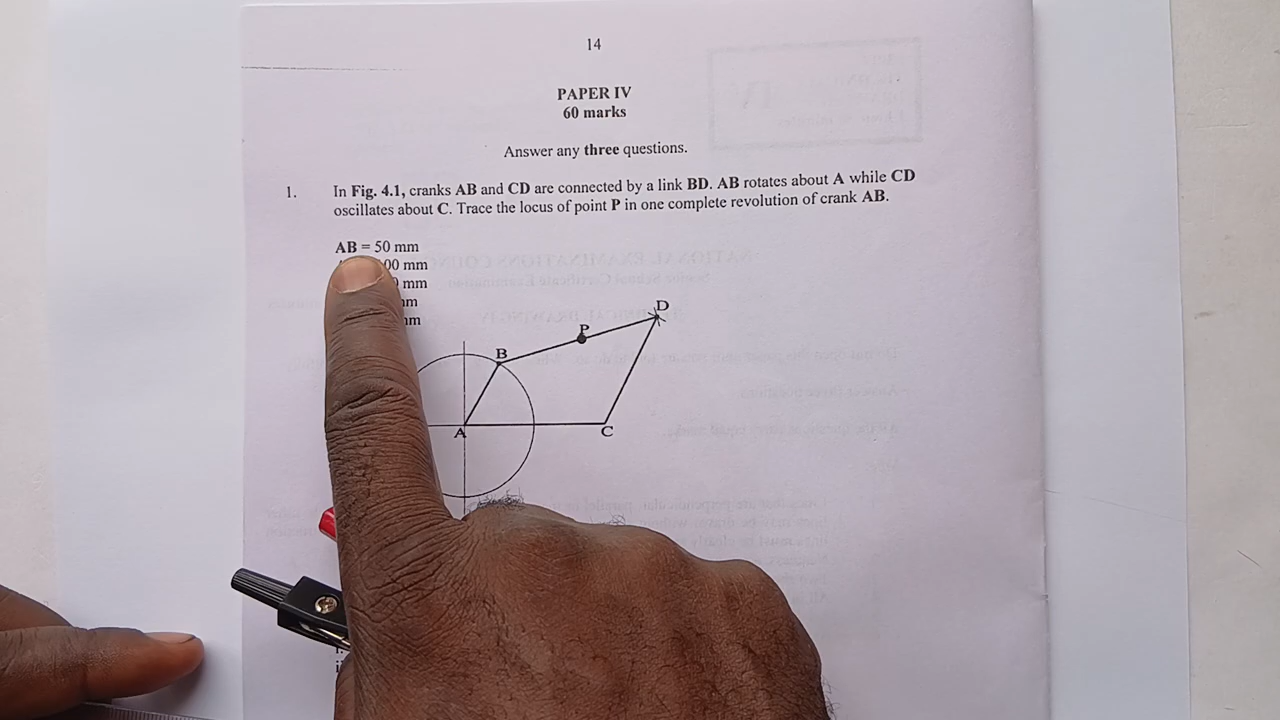 14
PAPER IV
60 marks
Answer any three questions.
1. In Fig. 4.1, cranks AB and CD are connected by a link BD. AB rotates about A while CD
oscillates about C. Trace the locus of point P in one complete revolution of crank AB.
AB = 50 mm
mm
mm
D
P
B
A
C